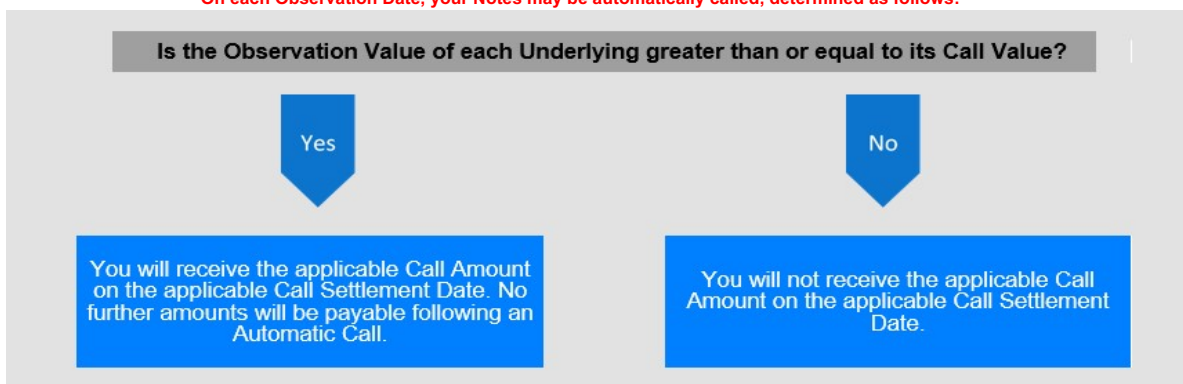 On each Observation Date, your Notes may be automatically called, determined as follows:
Is the Observation Value of each Underlying greater than or equal to its Call Value?
Yes
No
You will receive the applicable Call Amount
on the applicable Call Settlement Date. No
further amounts will be payable following an
Automatic Call.
You will not receive the applicable Call
Amount on the applicable Call Settlement
Date.